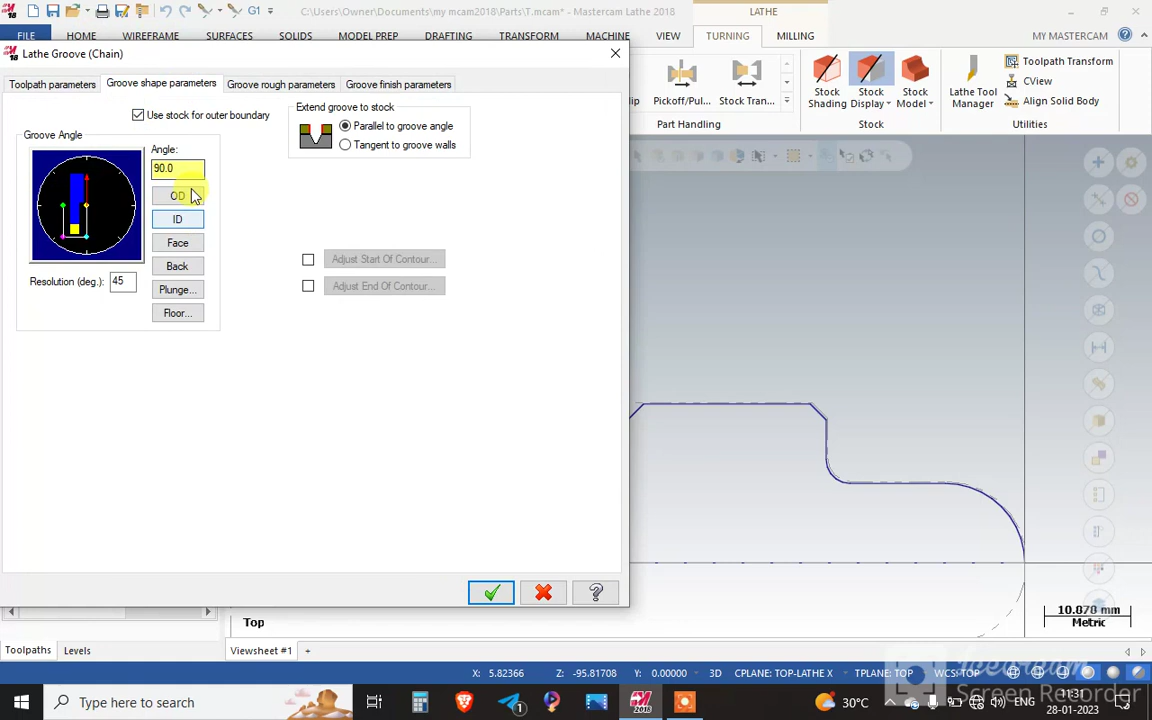 C:\Users\Owner\Documents\my mcam2018\Parts\T.mcam* - Mastercam Lathe 2018
G1
LATHE
FILE HOME WIREFRAME SURFACES SOLIDS MODEL PREP DRAFTING TRANSFORM MACHINE VIEW TURNING MILLING MY MASTERCAM
Lathe Groove (Chain)
Toolpath parameters Groove shape parameters Groove rough parameters Groove finish parameters
Use stock for outer boundary
Groove Angle
Angle:
90.0
OD
ID
Face
Back
Plunge...
Floor...
Resolution (deg.): 45
Extend groove to stock
Parallel to groove angle
Tangent to groove walls
Adjust Start Of Contour...
Adjust End Of Contour...
Pickoff/Pul...
Stock Tran...
Part Handling
Stock Shading
Stock Display
Stock Model
Stock
Lathe Tool Manager
Toolpath Transform
CView
Align Solid Body
Utilities
Top
10.878 mm
Metric
Toolpaths Levels
Viewsheet #1 +
X: 5.82366 Z: -95.81708 Y: 0.00000 3D CPLANE: TOP-LATHE X TPLANE: TOP WCS: TOP
Type here to search
30°C
ENG
11:31
28-01-2023
Icecream
Screen Recorder